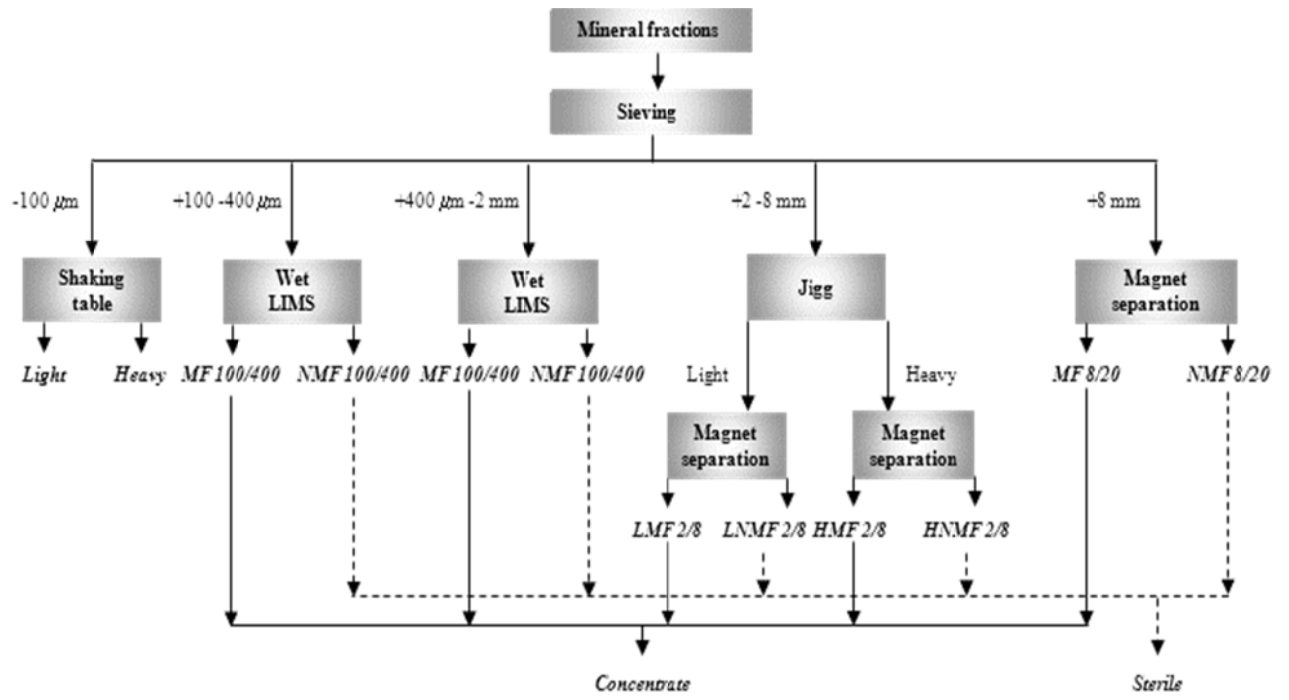 Mineral fractions
Sieving
-100 μm
+100 -400 μm
+400 μm -2 mm
+2 -8 mm
+8 mm
Shaking
table
Wet
LIMS
Wet
LIMS
Jigg
Magnet
separation
Light
Heavy
MF 100/400
NMF 100/400
MF 100/400
NMF 100/400
Light
Heavy
MF 8/20
NMF 8/20
Magnet
separation
Magnet
separation
LMF 2/8
LNMF 2/8
HMF 2/8
HNMF 2/8
Concentrate
Sterile